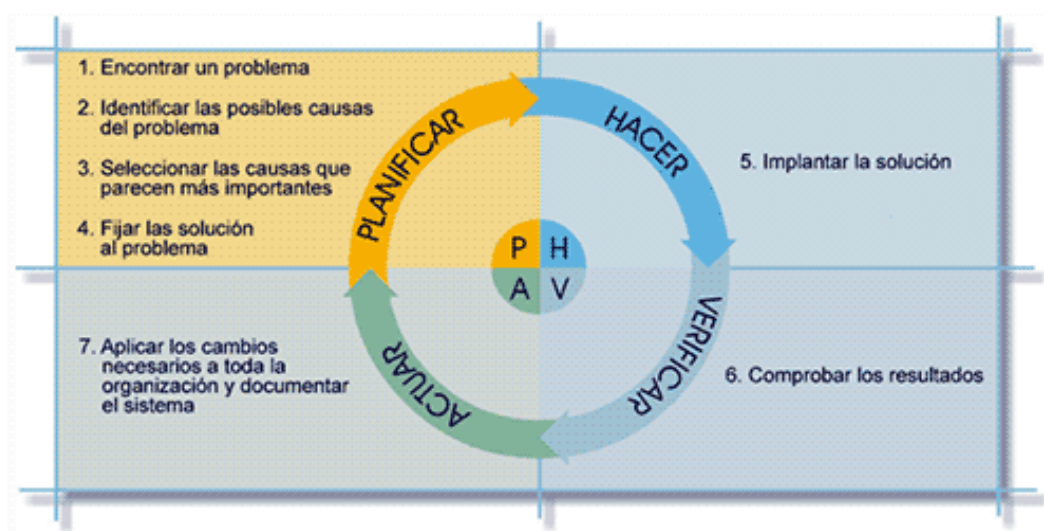 1. Encontrar un problema
2. Identificar las posibles causas
del problema
3. Seleccionar las causas que
parecen más importantes
4. Fijar las solución
al problema
PLANIFICAR
HACER
5. Implantar la solución
P H
A V
7. Aplicar los cambios
necesarios a toda la
organización y documentar
el sistema
ACTUAR
VERIFICAR
6. Comprobar los resultados